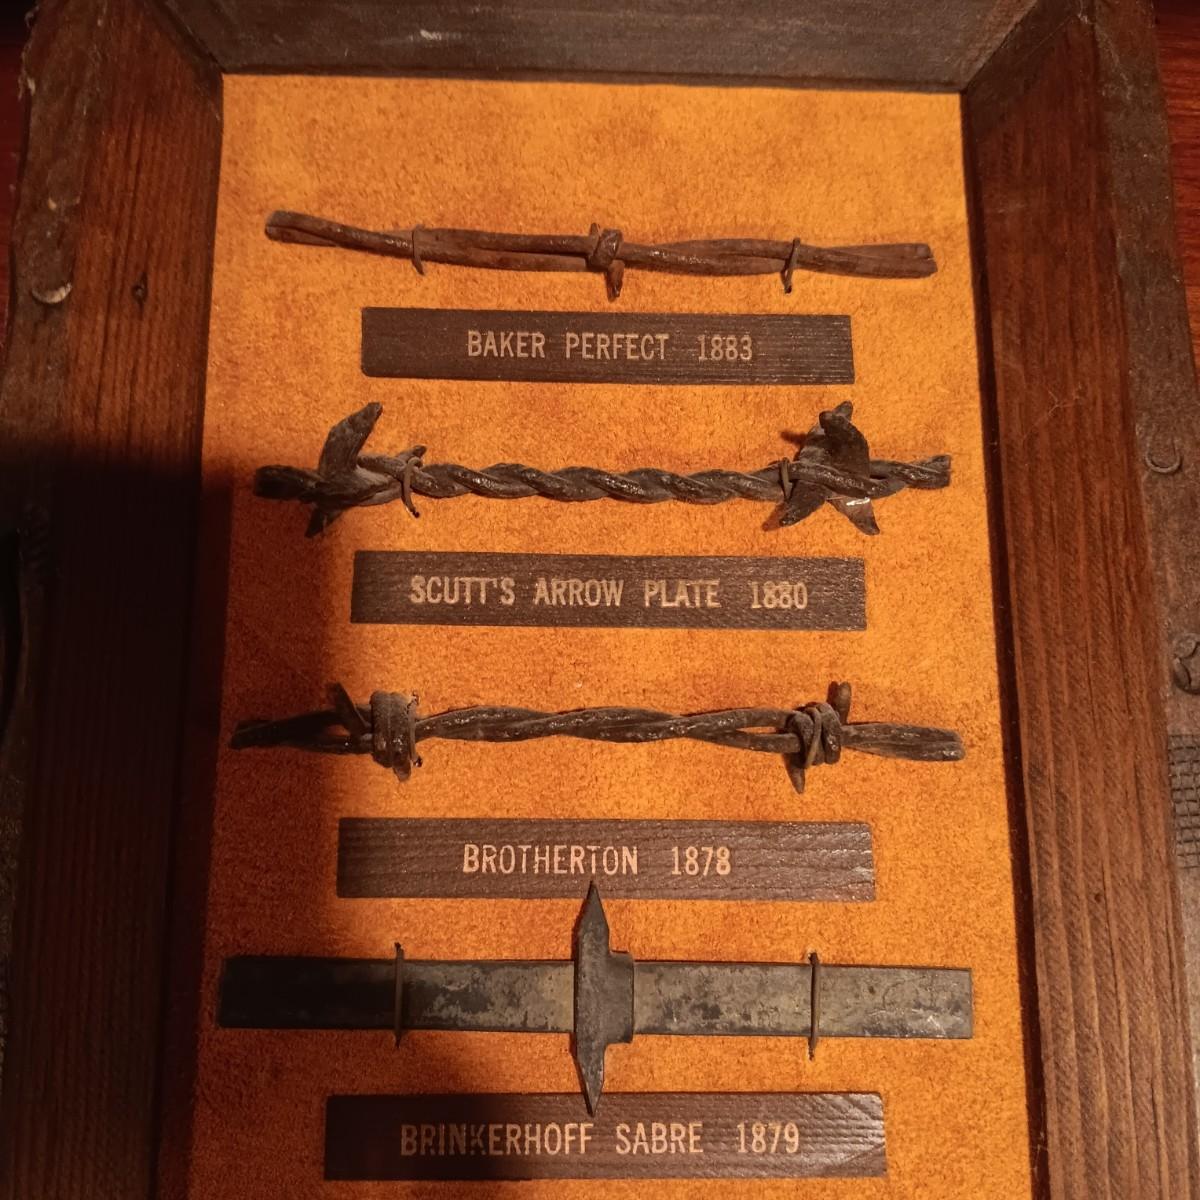 BAKER PERFECT 1883
SCUTT'S ARROW PLATE 1880
BROTHERTON 1878
BRINKERHOFF SABRE 1879